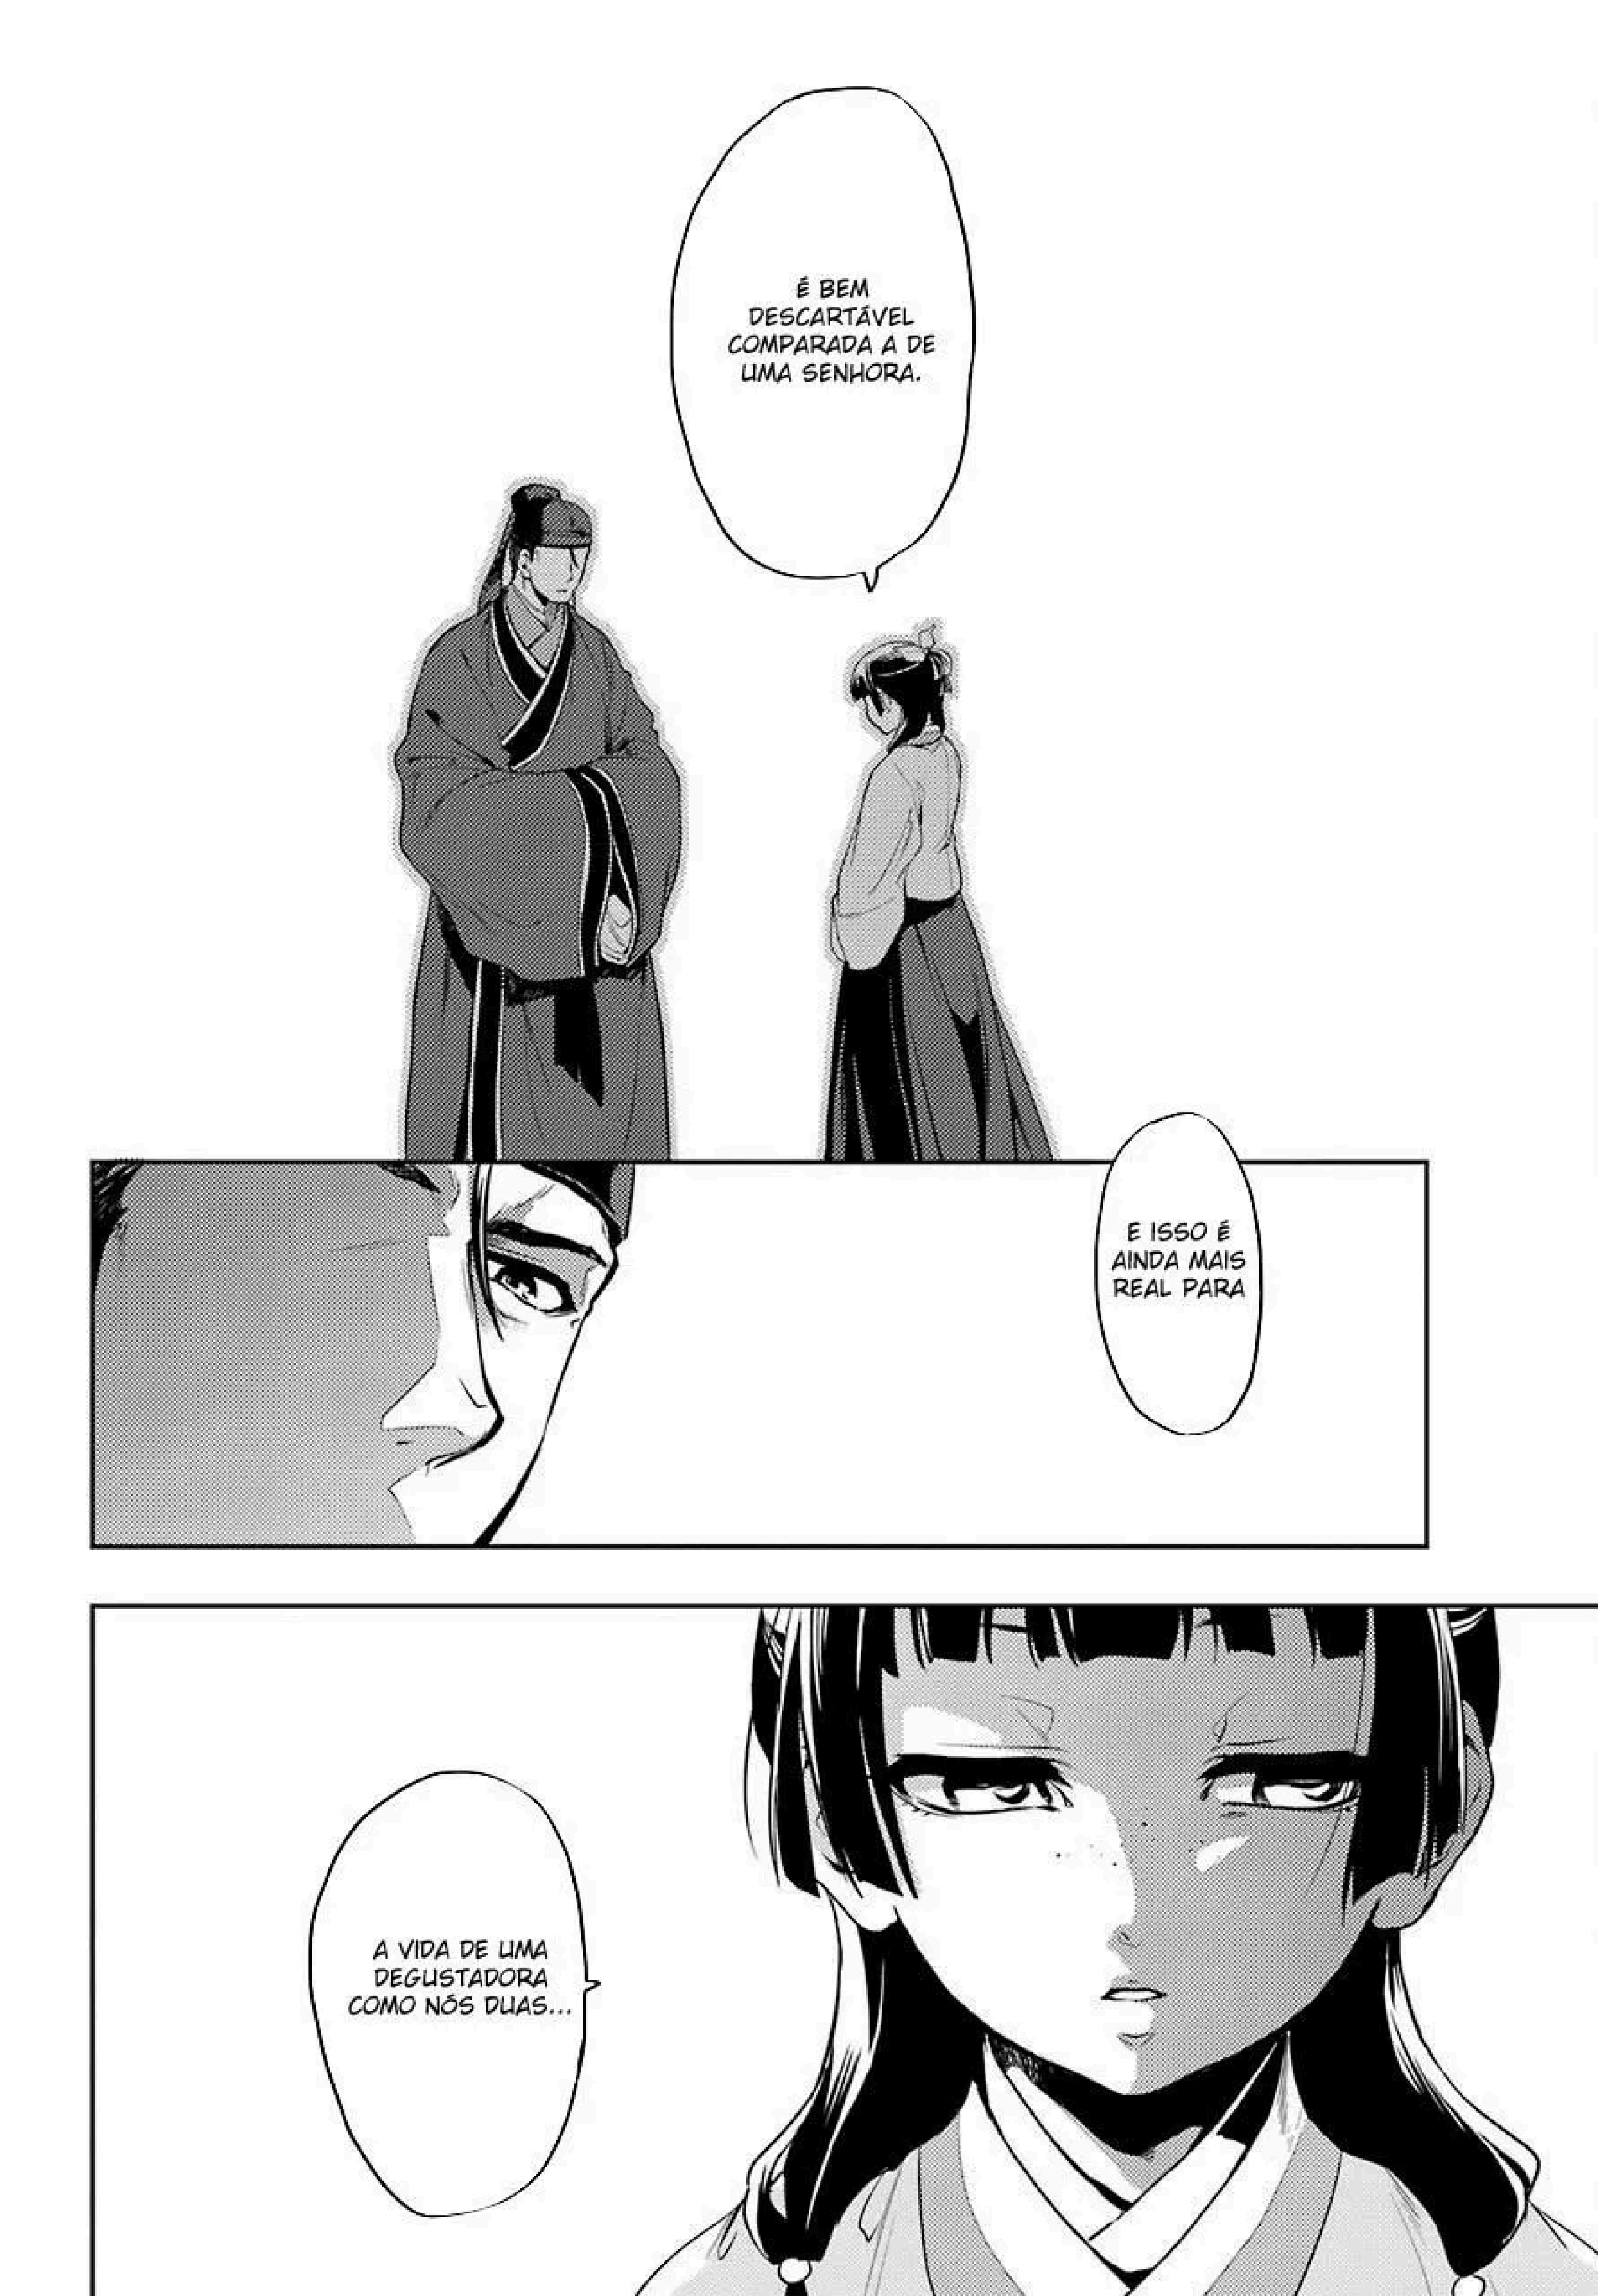 É BEM
DESCARTÁVEL
COMPARADA A DE
UMA SENHORA.
E ISSO É
AINDA MAIS
REAL PARA
A VIDA DE UMA
DEGUSTADORA
COMO NÓS DUAS...